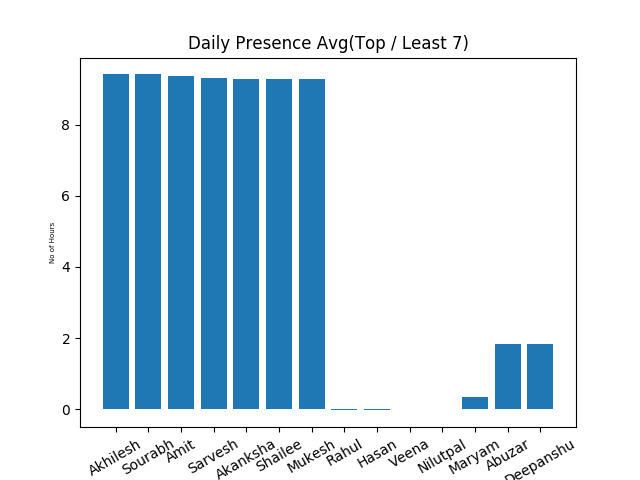 Daily Presence Avg(Top / Least 7)
No of Hours
8
6
4
2
0
Akhilesh
Sourabh
Amit
Sarvesh
Akanksha
Shailee
Mukesh
Rahul
Hasan
Veena
Nilutpal
Maryam
Abuzar
Deepanshu